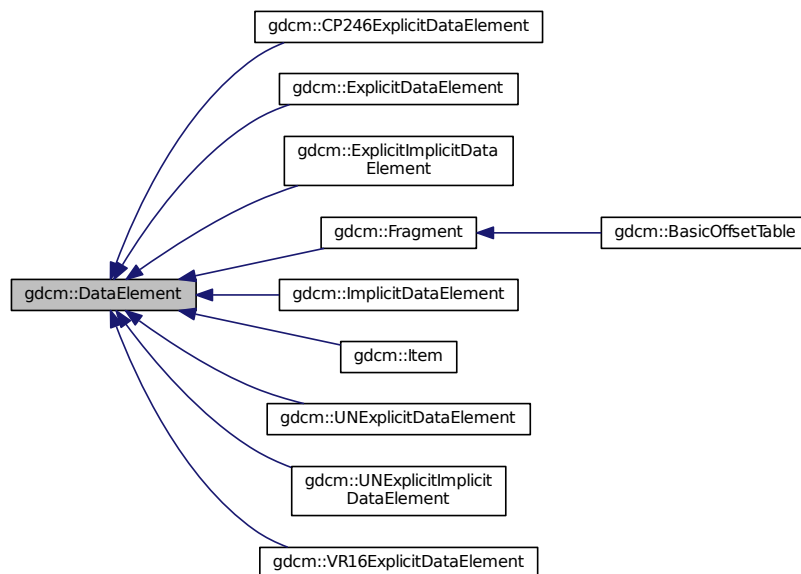 gdcm::CP246ExplicitDataElement
gdcm::ExplicitDataElement
gdcm::ExplicitImplicitData
Element
gdcm::Fragment
gdcm::BasicOffsetTable
gdcm::DataElement
gdcm::ImplicitDataElement
gdcm::Item
gdcm::UNExplicitDataElement
gdcm::UNExplicitImplicit
DataElement
gdcm::VR16ExplicitDataElement